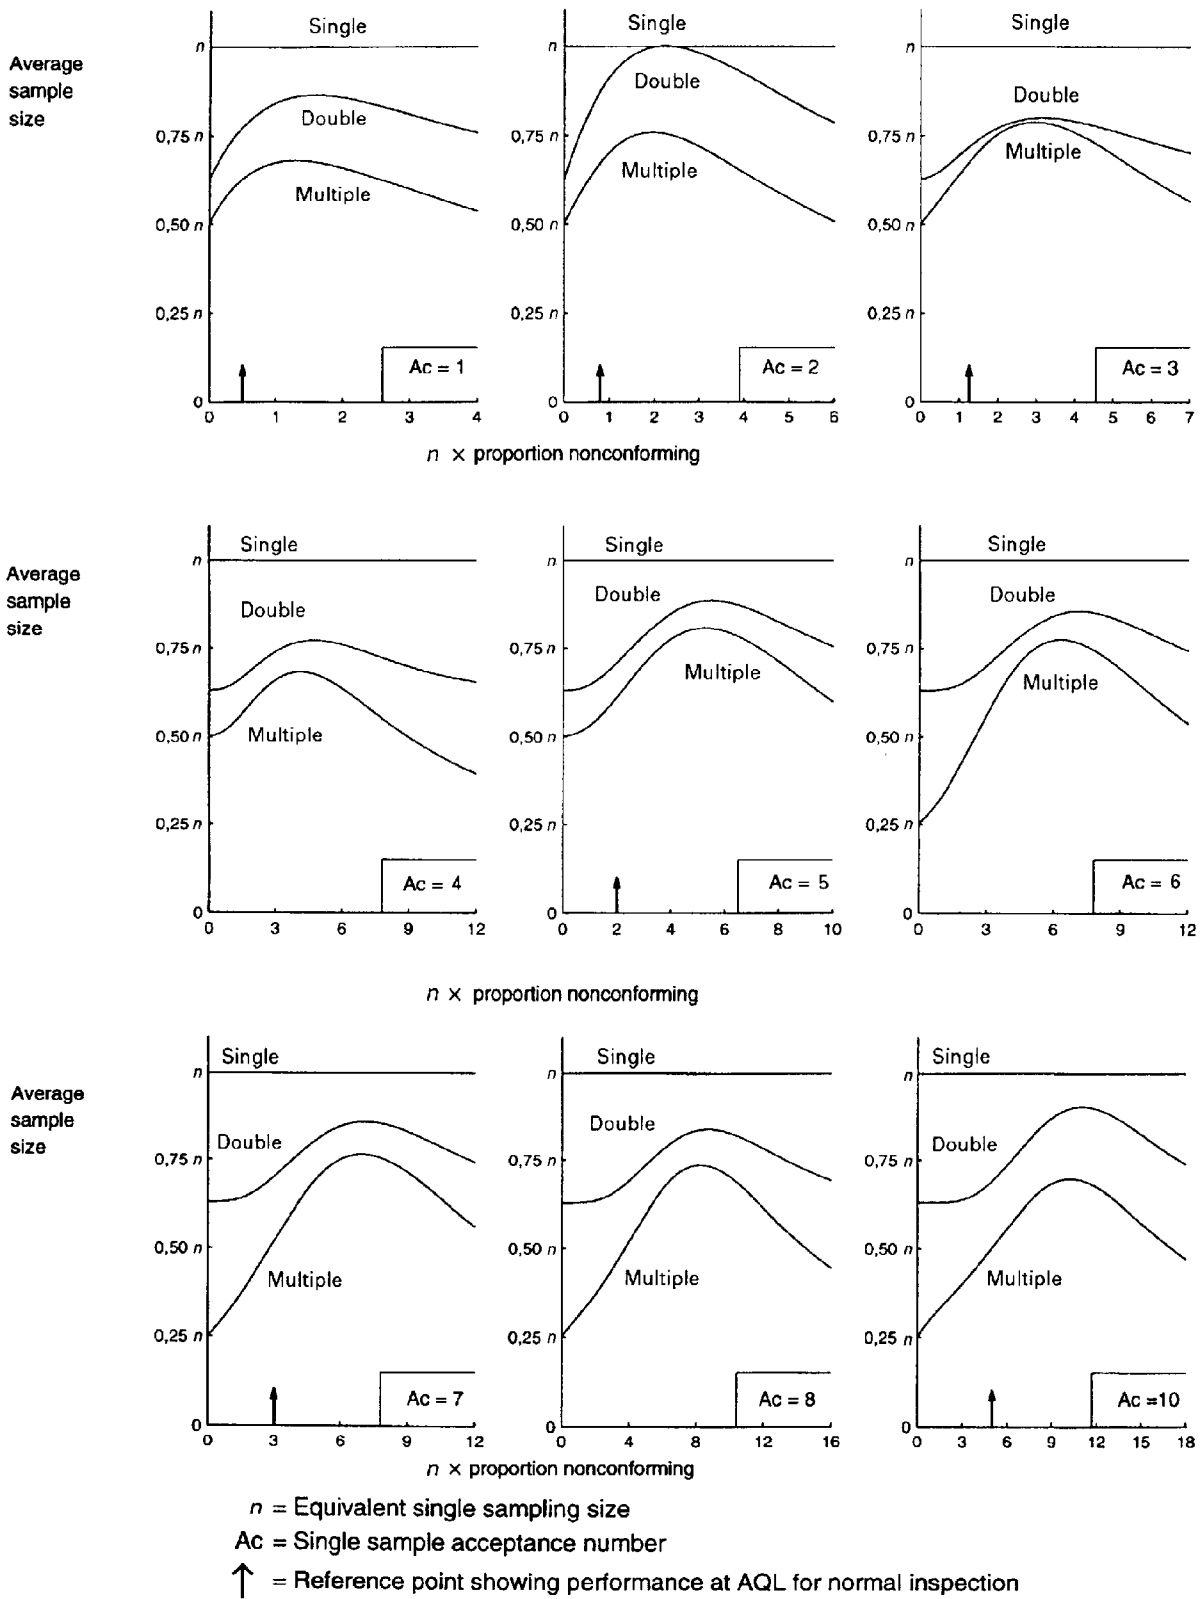 Single Single Single
n n n
Average
sample
size
Double Double Double
0,75 n 0,75 n 0,75 n
Multiple Multiple Multiple
0,50 n 0,50 n 0,50 n
0,25 n 0,25 n 0,25 n
Ac = 1 Ac = 2 Ac = 3
0 0 0
0 1 2 3 4 0 1 2 3 4 5 6 0 1 2 3 4 5 6 7
n × proportion nonconforming
Single Single Single
n n n
Average
sample
size
Double Double Double
0,75 n 0,75 n 0,75 n
Multiple Multiple Multiple
0,50 n 0,50 n 0,50 n
0,25 n 0,25 n 0,25 n
Ac = 4 Ac = 5 Ac = 6
0 0 0
0 3 6 9 12 0 2 4 6 8 10 0 3 6 9 12
n × proportion nonconforming
Single Single Single
n n n
Average
sample
size
Double Double Double
0,75 n 0,75 n 0,75 n
0,50 n 0,50 n 0,50 n
Multiple Multiple Multiple
0,25 n 0,25 n 0,25 n
Ac = 7 Ac = 8 Ac =10
0 0 0
0 3 6 9 12 0 4 8 12 16 0 3 6 9 12 15 18
n × proportion nonconforming
n = Equivalent single sampling size
Ac = Single sample acceptance number
↑ = Reference point showing performance at AQL for normal inspection